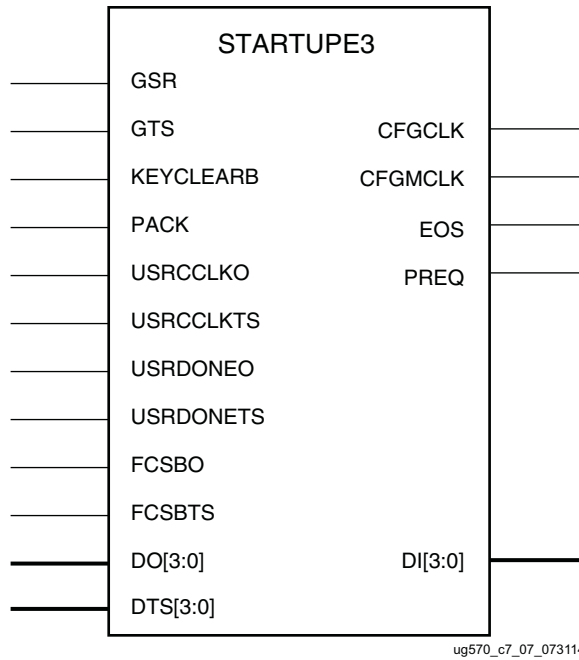 STARTUPE3
GSR
GTS
CFGCLK
KEYCLEARB
CFGMCLK
PACK
EOS
USRCCLKO
PREQ
USRCCLKTS
USRDONEO
USRDONETS
FCSBO
FCSBTS
DO[3:0]
DI[3:0]
DTS[3:0]
ug570_c7_07_073114